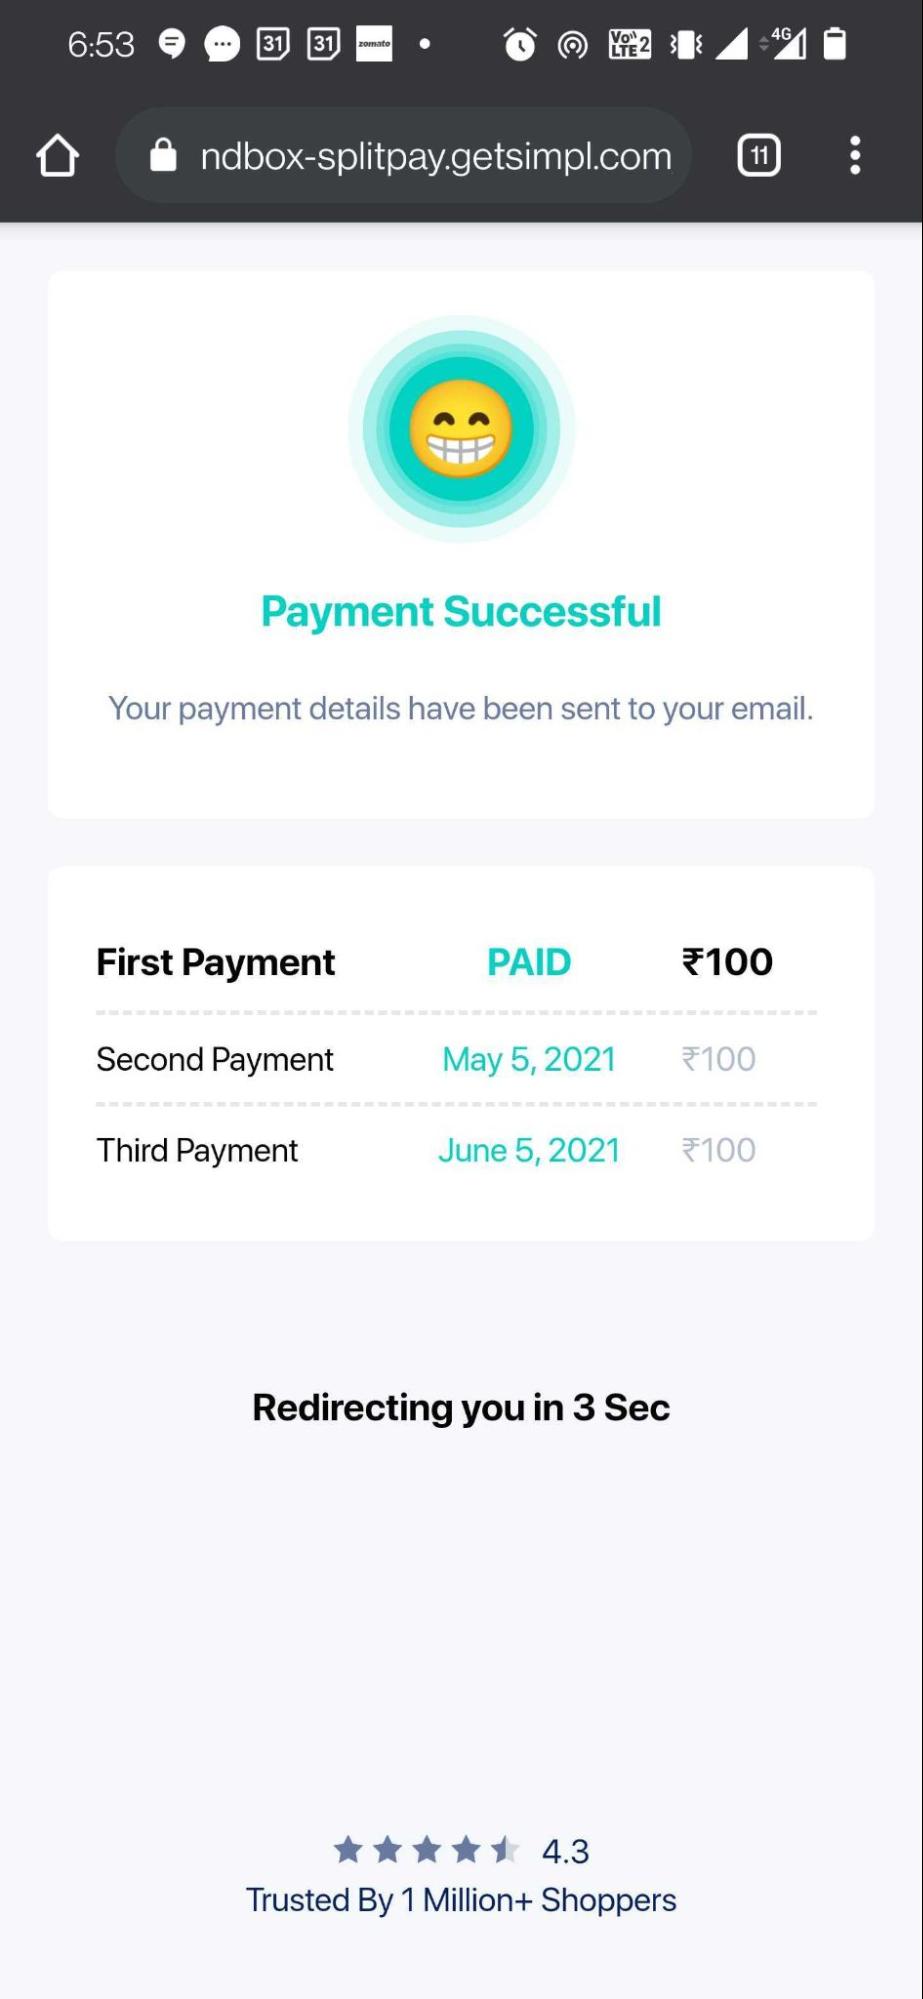 6:53 31 31 zomato Vo)) LTE 2 4G
ndbox-splitpay.getsimpl.com 11
Payment Successful
Your payment details have been sent to your email.
First Payment PAID ₹100
Second Payment May 5, 2021 ₹100
Third Payment June 5, 2021 ₹100
Redirecting you in 3 Sec
4.3
Trusted By 1 Million+ Shoppers